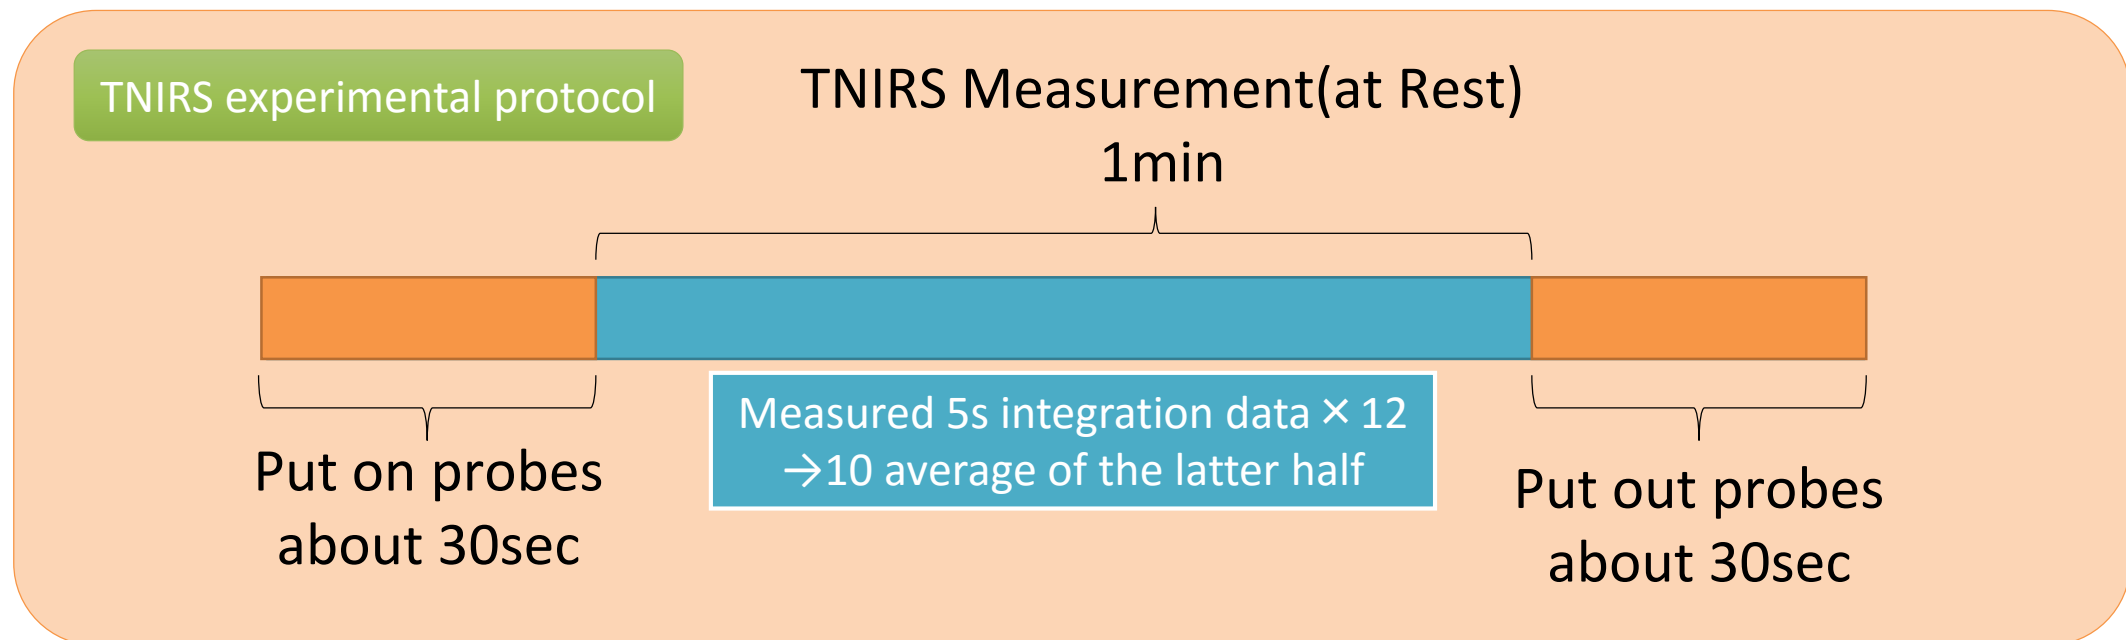 TNIRS experimental protocol
TNIRS Measurement(at Rest)
1min
Measured 5s integration data × 12
→10 average of the latter half
Put on probes
about 30sec
Put out probes
about 30sec